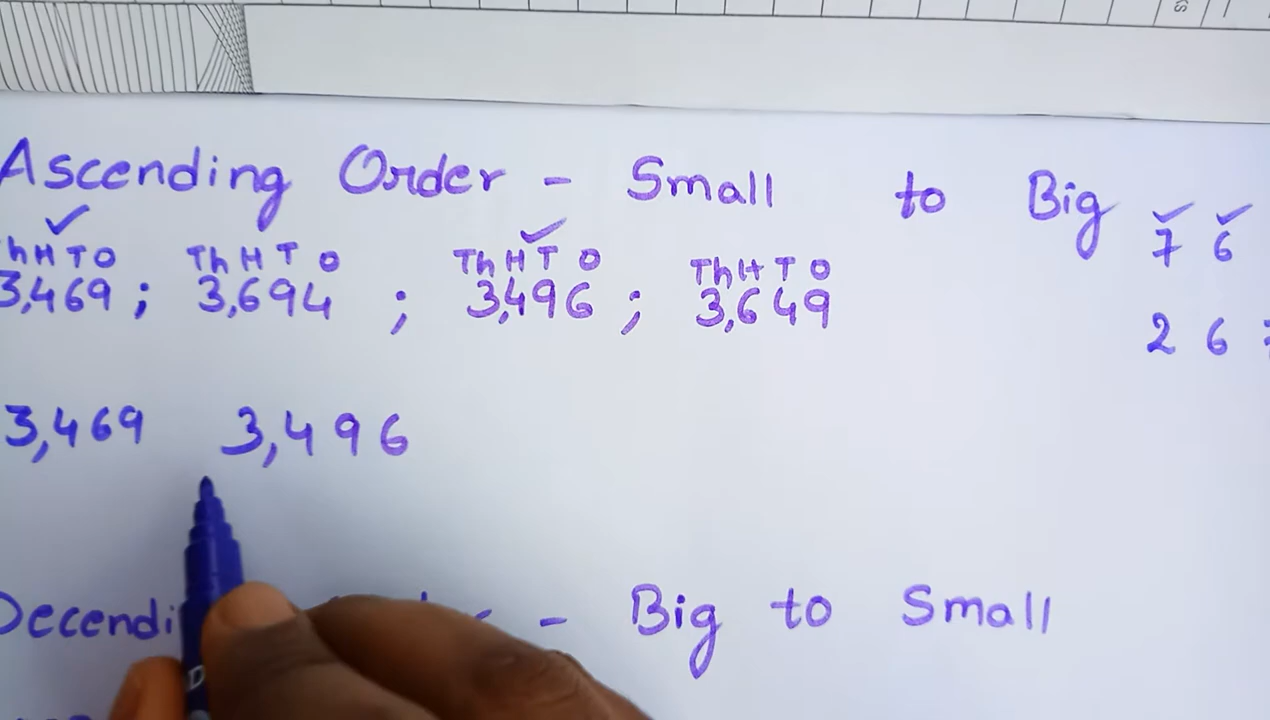 Ascending Order - Small to Big
7 6
hHTO ThHTO ThHTO ThHTO
3,469 ; 3,694 ; 3,496 ; 3,649
2 6
3,469 3,496
Decendi - Big to Small